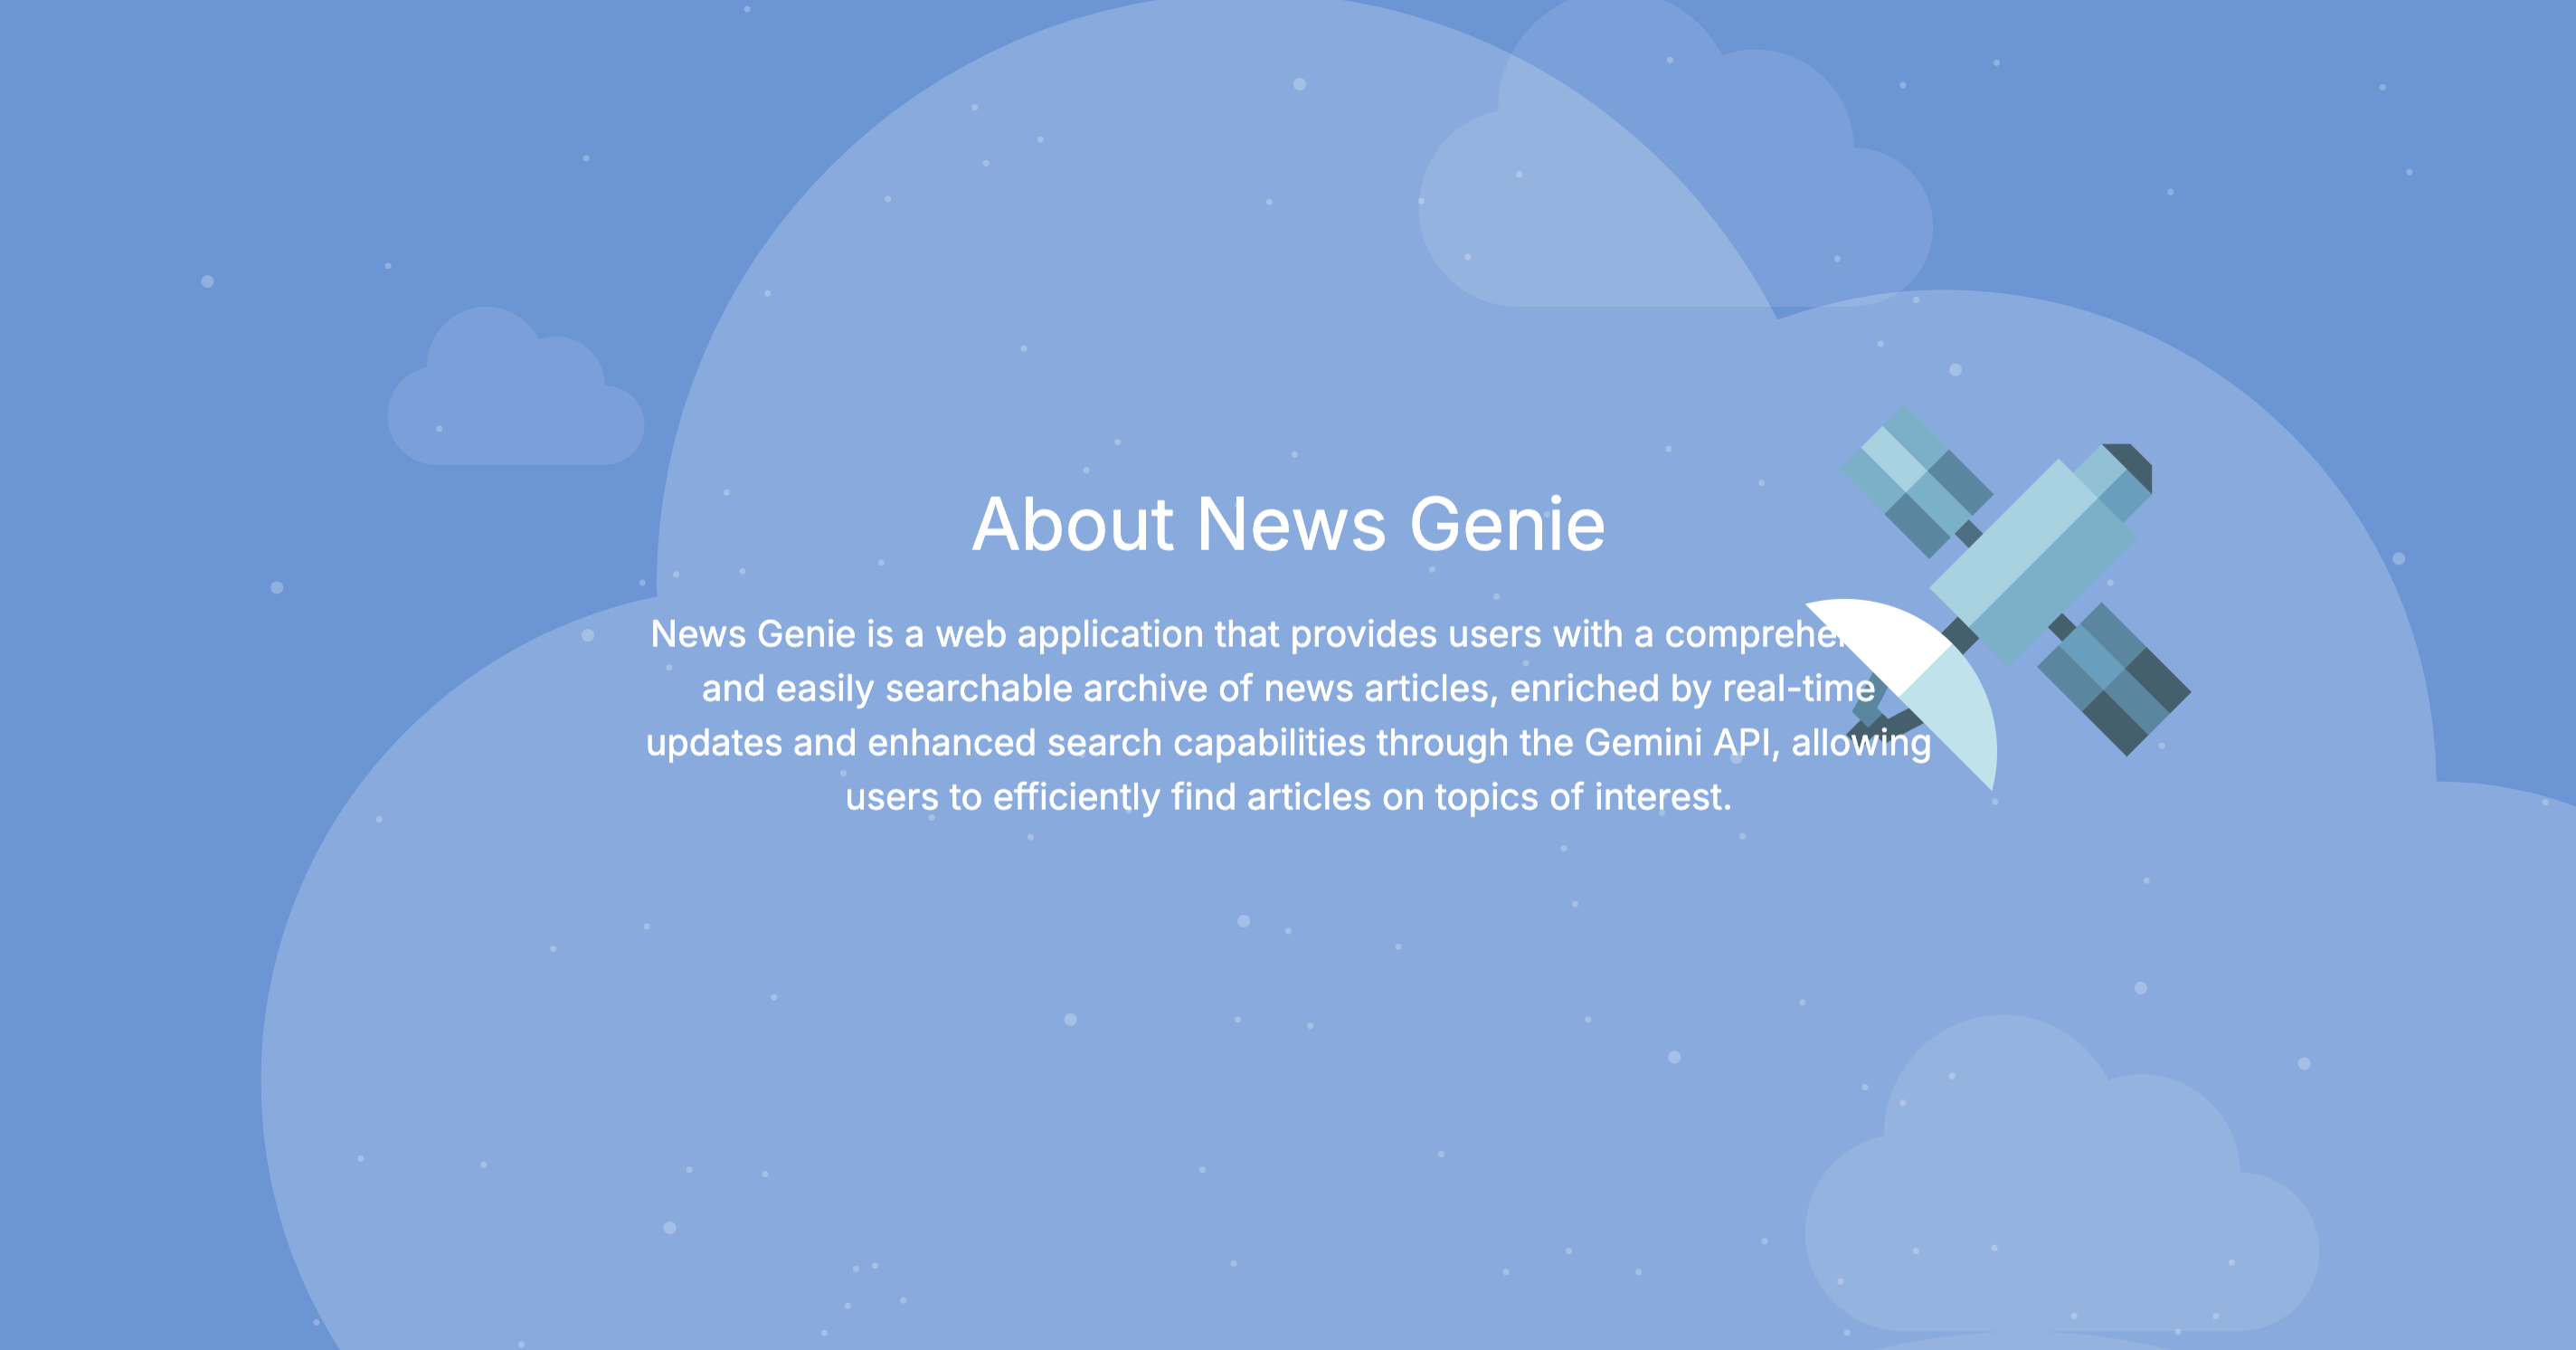 About News Genie
News Genie is a web application that provides users with a
and easily searchable archive of news articles, enriched by real-time
updates and enhanced search capabilities through the Gemini API, allowing
users to efficiently find articles on topics of interest.